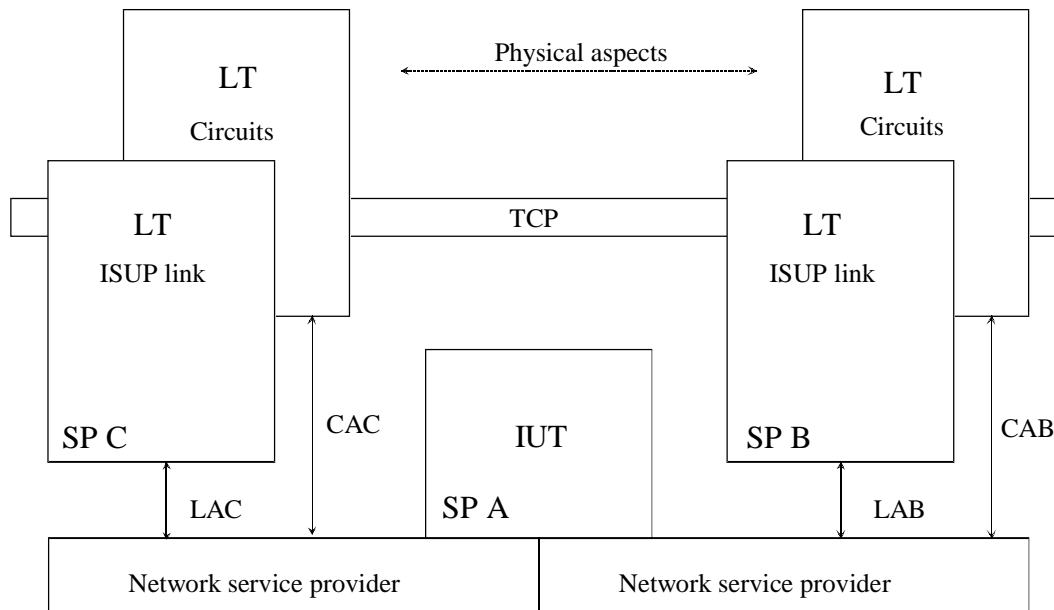 Physical aspects
LT
Circuits
LT
Circuits
TCP
LT
ISUP link
LT
ISUP link
CAC
CAB
SP C
IUT
SP B
LAC
SP A
LAB
Network service provider
Network service provider